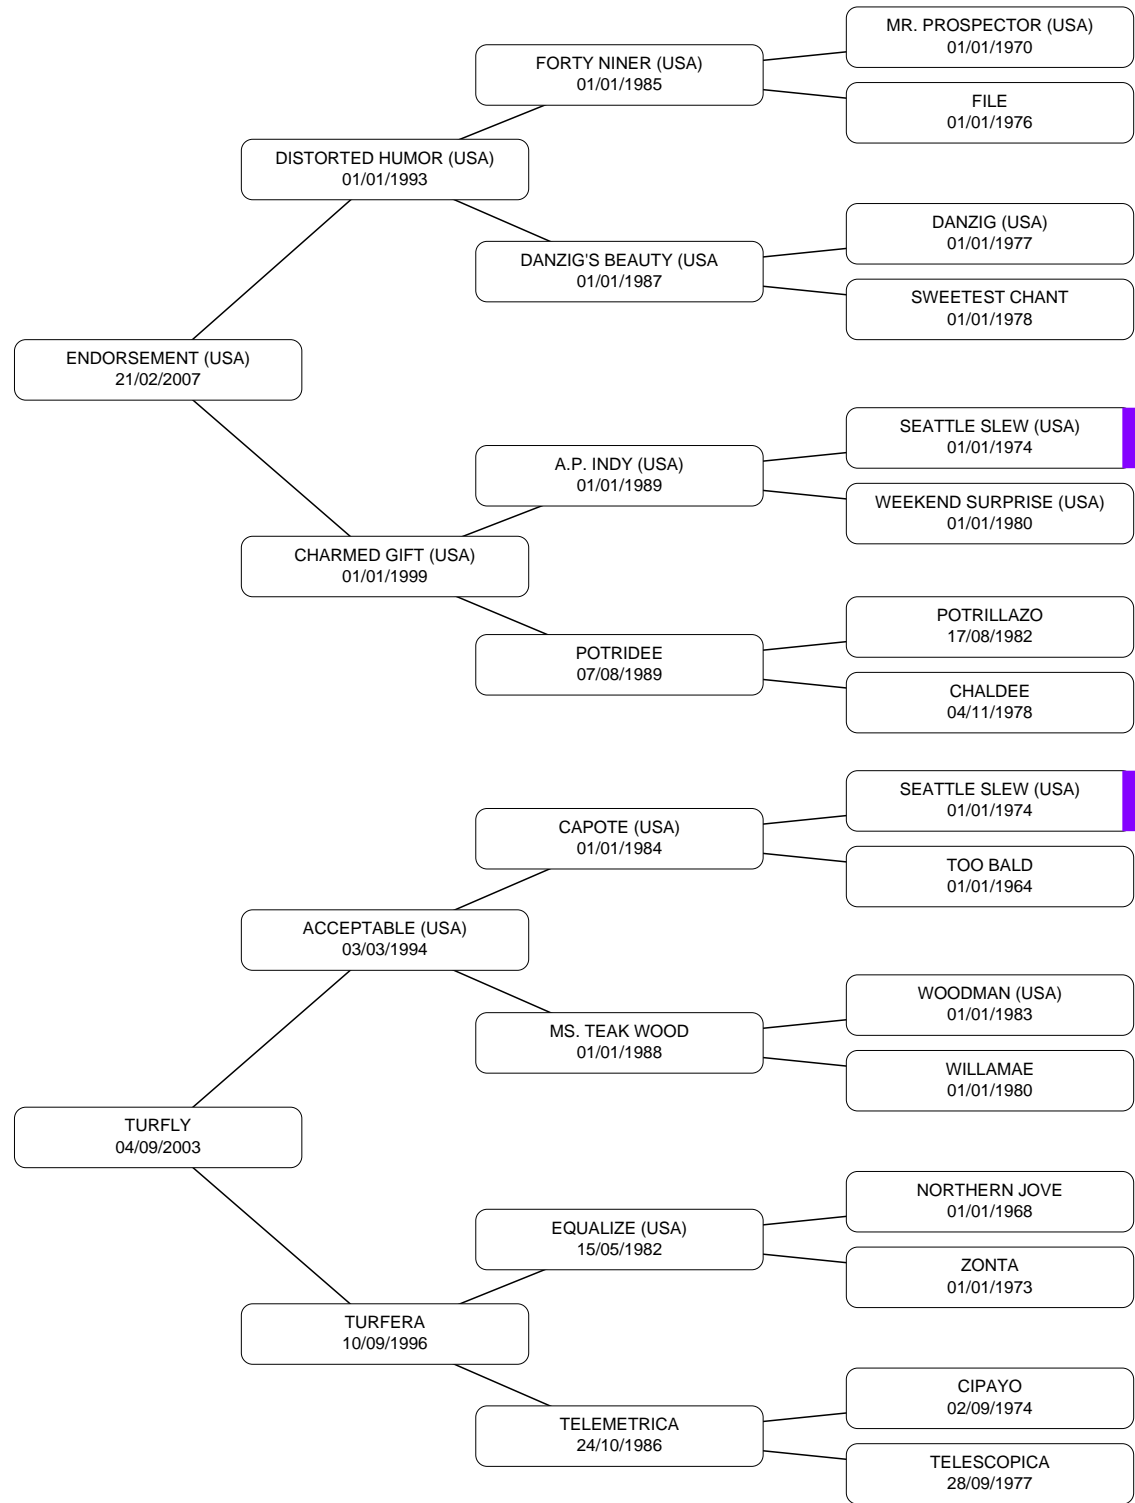 MR. PROSPECTOR (USA)
01/01/1970
FORTY NINER (USA)
01/01/1985
FILE
01/01/1976
DISTORTED HUMOR (USA)
01/01/1993
DANZIG (USA)
01/01/1977
DANZIG'S BEAUTY (USA
01/01/1987
SWEETEST CHANT
01/01/1978
ENDORSEMENT (USA)
21/02/2007
SEATTLE SLEW (USA)
01/01/1974
A.P. INDY (USA)
01/01/1989
WEEKEND SURPRISE (USA)
01/01/1980
CHARMED GIFT (USA)
01/01/1999
POTRILLAZO
17/08/1982
POTRIDEE
07/08/1989
CHALDEE
04/11/1978
SEATTLE SLEW (USA)
01/01/1974
CAPOTE (USA)
01/01/1984
TOO BALD
01/01/1964
ACCEPTABLE (USA)
03/03/1994
WOODMAN (USA)
01/01/1983
MS. TEAK WOOD
01/01/1988
WILLAMAE
01/01/1980
TURFLY
04/09/2003
NORTHERN JOVE
01/01/1968
EQUALIZE (USA)
15/05/1982
ZONTA
01/01/1973
TURFERA
10/09/1996
CIPAYO
02/09/1974
TELEMETRICA
24/10/1986
TELESCOPICA
28/09/1977